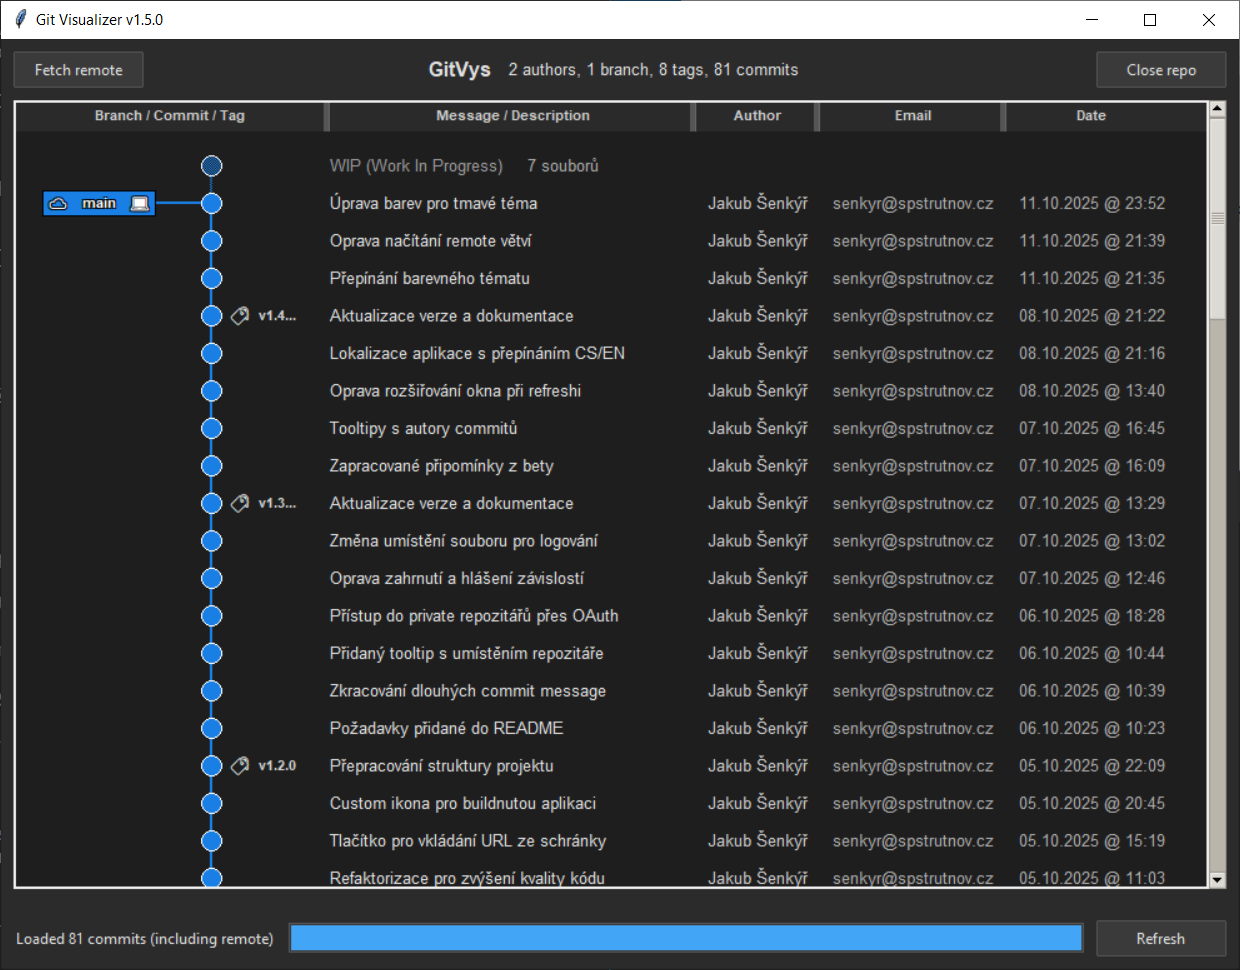 Git Visualizer v1.5.0
Fetch remote GitVys 2 authors, 1 branch, 8 tags, 81 commits Close repo
Branch / Commit / Tag Message / Description Author Email Date
WIP (Work In Progress) 7 souborů
main Úprava barev pro tmavé téma Jakub Šenkýř senkyr@spstrutnov.cz 11.10.2025 @ 23:52
Oprava načítání remote větví Jakub Šenkýř senkyr@spstrutnov.cz 11.10.2025 @ 21:39
Přepínání barevného tématu Jakub Šenkýř senkyr@spstrutnov.cz 11.10.2025 @ 21:35
v1.4... Aktualizace verze a dokumentace Jakub Šenkýř senkyr@spstrutnov.cz 08.10.2025 @ 21:22
Lokalizace aplikace s přepínáním CS/EN Jakub Šenkýř senkyr@spstrutnov.cz 08.10.2025 @ 21:16
Oprava rozšiřování okna při refreshi Jakub Šenkýř senkyr@spstrutnov.cz 08.10.2025 @ 13:40
Tooltipy s autory commitů Jakub Šenkýř senkyr@spstrutnov.cz 07.10.2025 @ 16:45
Zapracované připomínky z bety Jakub Šenkýř senkyr@spstrutnov.cz 07.10.2025 @ 16:09
v1.3... Aktualizace verze a dokumentace Jakub Šenkýř senkyr@spstrutnov.cz 07.10.2025 @ 13:29
Změna umístění souboru pro logování Jakub Šenkýř senkyr@spstrutnov.cz 07.10.2025 @ 13:02
Oprava zahrnutí a hlášení závislostí Jakub Šenkýř senkyr@spstrutnov.cz 07.10.2025 @ 12:46
Přístup do private repozitářů přes OAuth Jakub Šenkýř senkyr@spstrutnov.cz 06.10.2025 @ 18:28
Přidaný tooltip s umístěním repozitáře Jakub Šenkýř senkyr@spstrutnov.cz 06.10.2025 @ 10:44
Zkracování dlouhých commit message Jakub Šenkýř senkyr@spstrutnov.cz 06.10.2025 @ 10:39
Požadavky přidané do README Jakub Šenkýř senkyr@spstrutnov.cz 06.10.2025 @ 10:23
v1.2.0 Přepracování struktury projektu Jakub Šenkýř senkyr@spstrutnov.cz 05.10.2025 @ 22:09
Custom ikona pro buildnutou aplikaci Jakub Šenkýř senkyr@spstrutnov.cz 05.10.2025 @ 20:45
Tlačítko pro vkládání URL ze schránky Jakub Šenkýř senkyr@spstrutnov.cz 05.10.2025 @ 15:19
Refaktorizace pro zvýšení kvality kódu Jakub Šenkýř senkyr@spstrutnov.cz 05.10.2025 @ 11:03
Loaded 81 commits (including remote) Refresh